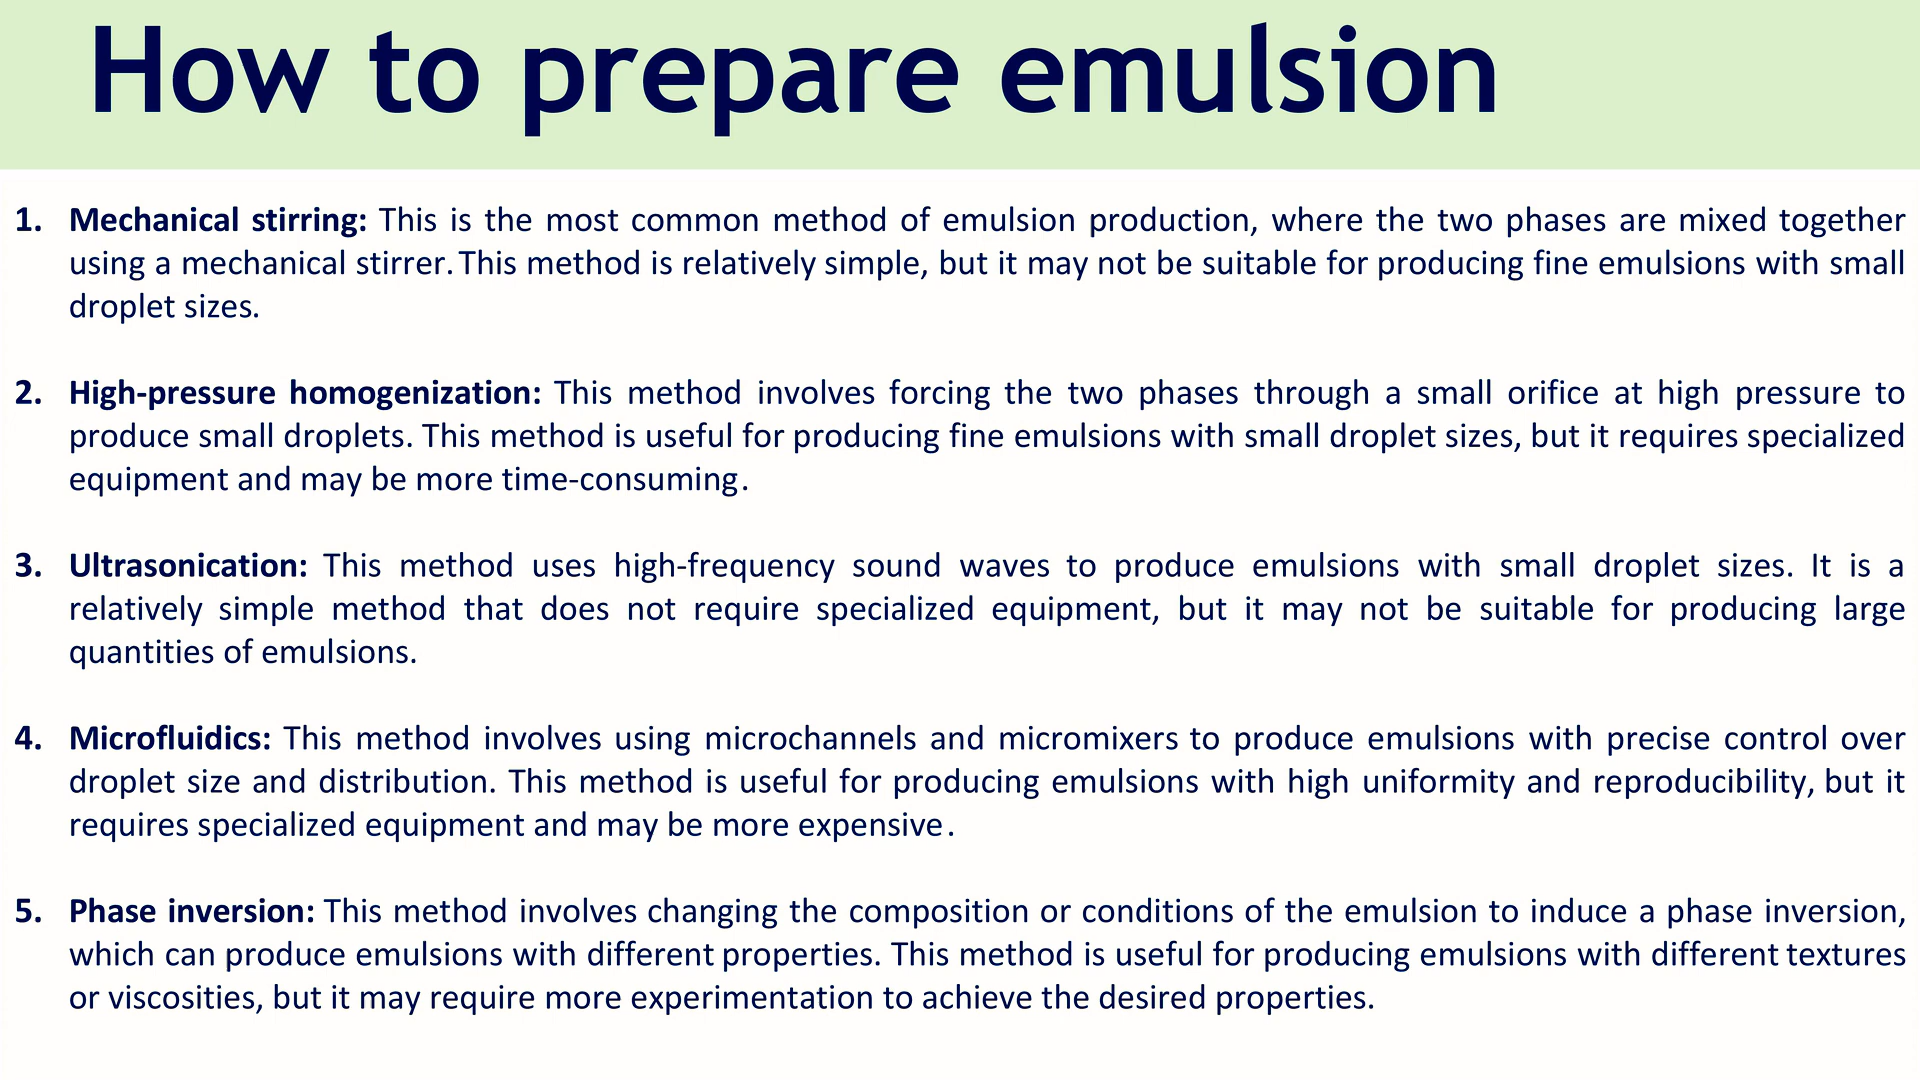 How to prepare emulsion
1. Mechanical stirring: This is the most common method of emulsion production, where the two phases are mixed together
using a mechanical stirrer. This method is relatively simple, but it may not be suitable for producing fine emulsions with small
droplet sizes.
2. High-pressure homogenization: This method involves forcing the two phases through a small orifice at high pressure to
produce small droplets. This method is useful for producing fine emulsions with small droplet sizes, but it requires specialized
equipment and may be more time-consuming.
3. Ultrasonication: This method uses high-frequency sound waves to produce emulsions with small droplet sizes. It is a
relatively simple method that does not require specialized equipment, but it may not be suitable for producing large
quantities of emulsions.
4. Microfluidics: This method involves using microchannels and micromixers to produce emulsions with precise control over
droplet size and distribution. This method is useful for producing emulsions with high uniformity and reproducibility, but it
requires specialized equipment and may be more expensive.
5. Phase inversion: This method involves changing the composition or conditions of the emulsion to induce a phase inversion,
which can produce emulsions with different properties. This method is useful for producing emulsions with different textures
or viscosities, but it may require more experimentation to achieve the desired properties.